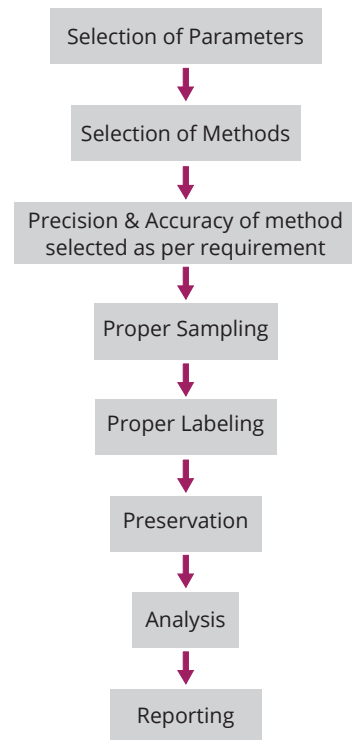 Selection of Parameters
Selection of Methods
Precision & Accuracy of method
selected as per requirement
Proper Sampling
Proper Labeling
Preservation
Analysis
Reporting